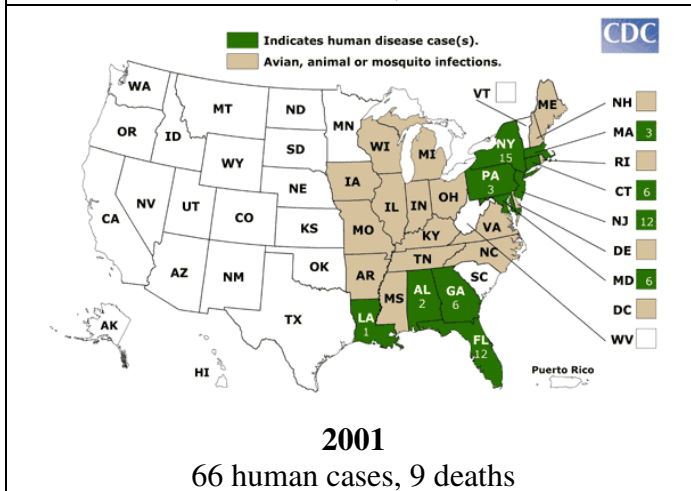 Indicates human disease case(s).
Avian, animal or mosquito infections.
CDC
WA
MT
ND
MN
VT
ME
NH
OR
ID
SD
WI
MI
NY
15
MA 3
WY
RI
NE
IA
PA
3
CT 6
NV
UT
CO
IL
IN
OH
NJ 12
CA
KS
MO
KY
VA
DE
AZ
NM
OK
AR
TN
NC
MD 6
SC
MS
AL
2
GA
6
DC
TX
LA
1
WV
AK
FL
12
HI
Puerto Rico
2001
66 human cases, 9 deaths